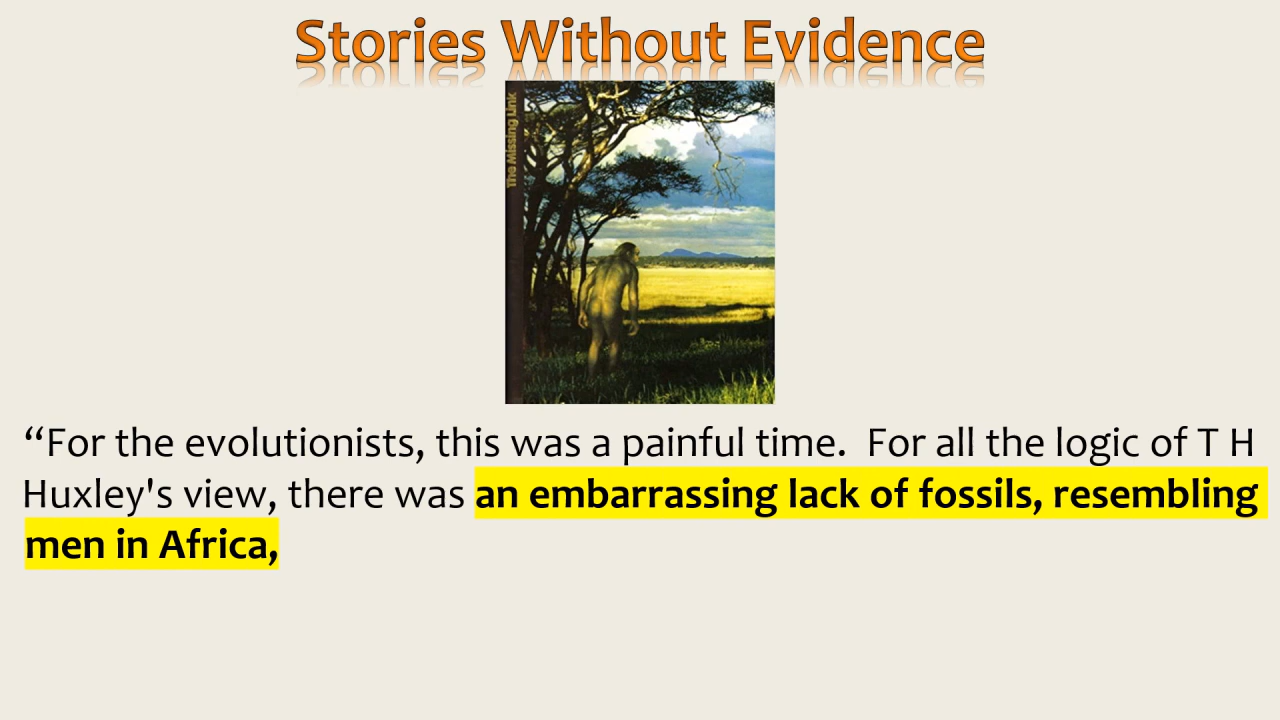 Stories Without Evidence
The Missing Link
“For the evolutionists, this was a painful time.  For all the logic of T H
Huxley's view, there was an embarrassing lack of fossils, resembling
men in Africa,